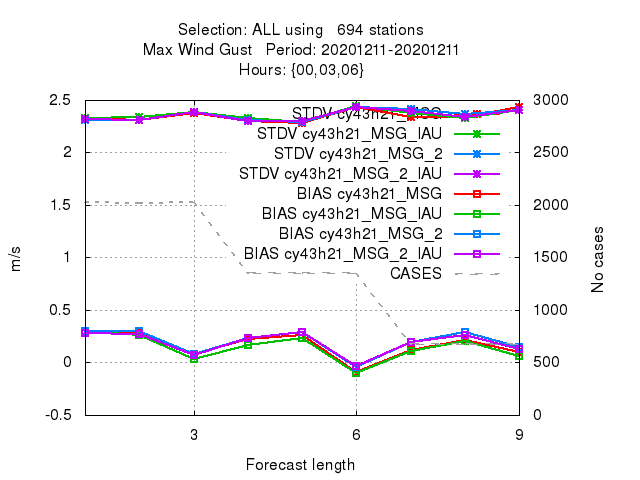 Selection: ALL using   694 stations
Max Wind Gust   Period: 20201211-20201211
Hours: {00,03,06}
2.5
2
1.5
1
0.5
0
-0.5
3000
2500
2000
1500
1000
500
0
3
6
9
m/s
No cases
Forecast length
STDV cy43h21_MSG
STDV cy43h21_MSG_IAU
STDV cy43h21_MSG_2
STDV cy43h21_MSG_2_IAU
BIAS cy43h21_MSG
BIAS cy43h21_MSG_IAU
BIAS cy43h21_MSG_2
BIAS cy43h21_MSG_2_IAU
CASES